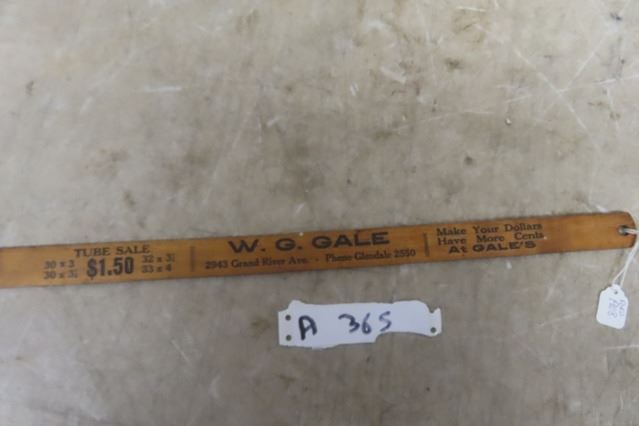 TUBE SALE
30 x 3
30 x 3½
$1.50
32 x 3½
33 x 4
W. G. GALE
2943 Grand River Ave. - Phone Glendale 2550
Make Your Dollars
Have More Cents
At GALE'S
A 365